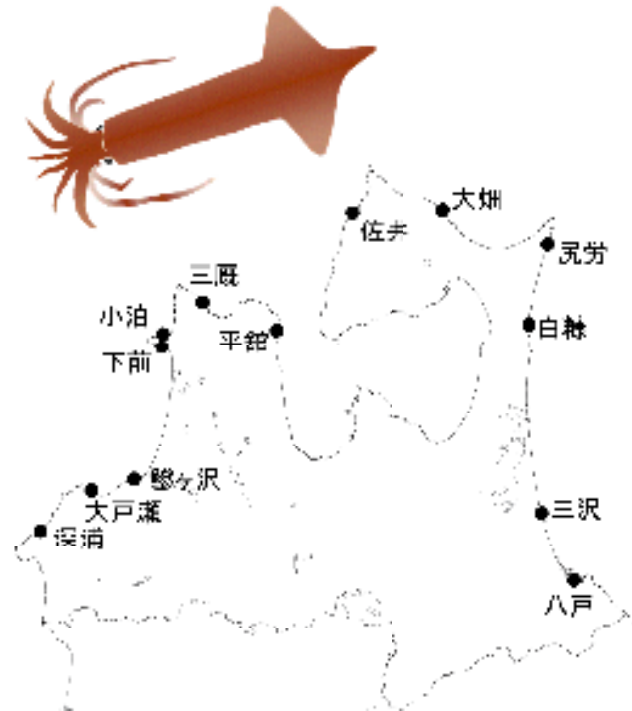 大畑
佐井
尻労
三厩
小泊
平舘
白糠
下前
鰺ヶ沢
大戸瀬
三沢
深浦
八戸